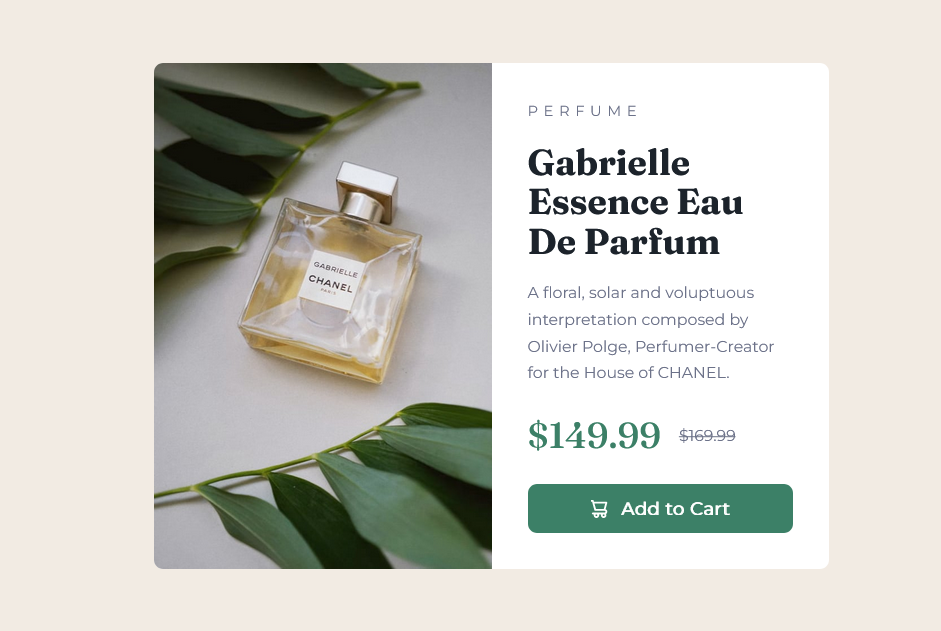 GABRIELLE
CHANEL
PARIS
PERFUME
Gabrielle
Essence Eau
De Parfum
A floral, solar and voluptuous
interpretation composed by
Olivier Polge, Perfumer-Creator
for the House of CHANEL.
$149.99 $169.99
Add to Cart